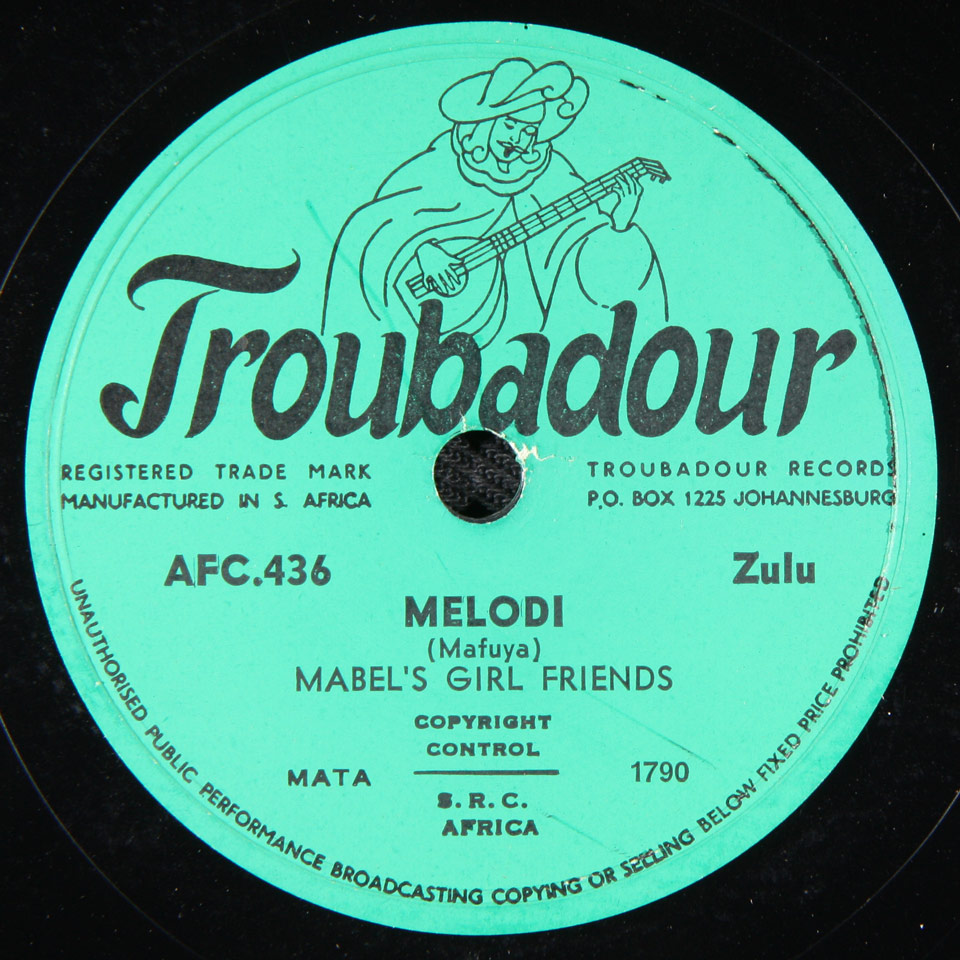 Troubadour
REGISTERED TRADE MARK
MANUFACTURED IN S. AFRICA
TROUBADOUR RECORDS
P.O. BOX 1225 JOHANNESBURG
AFC.436
Zulu
MELODI
(Mafuya)
MABEL'S GIRL FRIENDS
COPYRIGHT
CONTROL
MATA
1790
S. R. C.
AFRICA
UNAUTHORISED PUBLIC PERFORMANCE BROADCASTING COPYING OR SELLING BELOW FIXED PRICE PROHIBITED